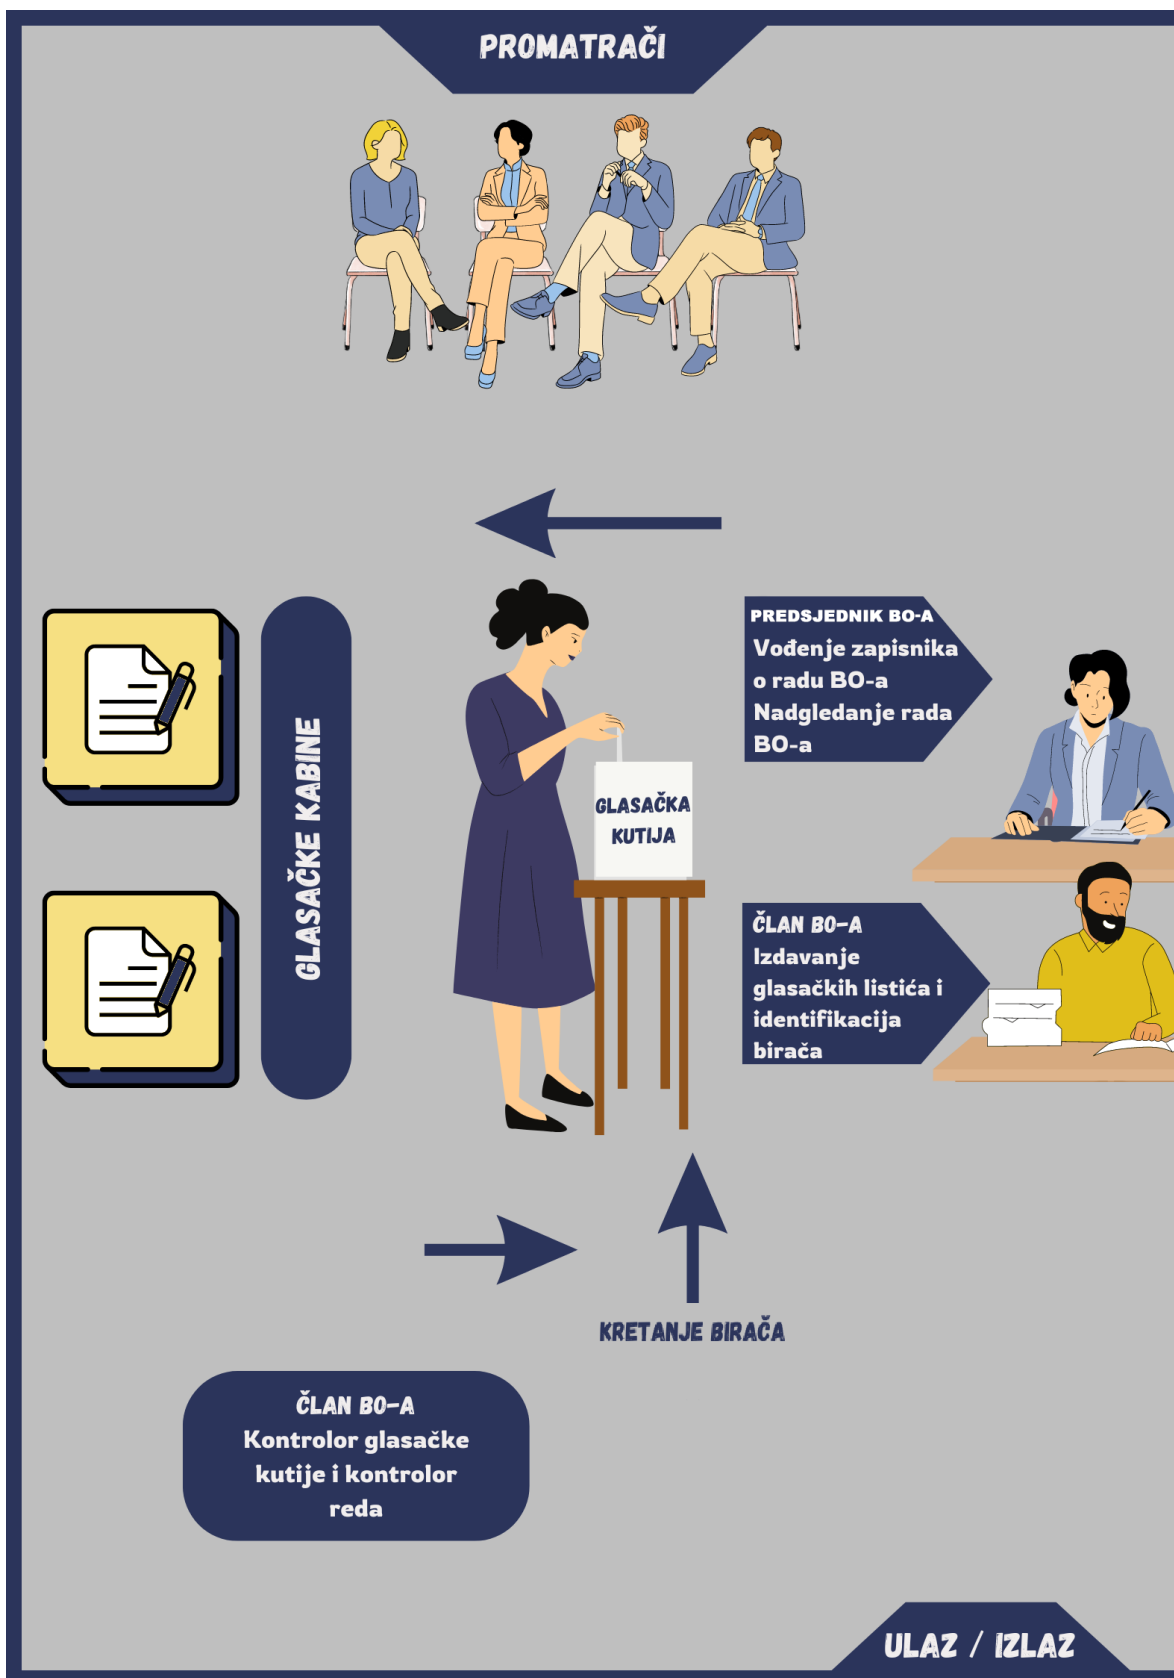 PROMATRAČI
GLASAČKE KABINE
GLASAČKA
KUTIJA
PREDSJEDNIK BO-A
Vođenje zapisnika
o radu BO-a
Nadgledanje rada
BO-a
ČLAN BO-A
Izdavanje
glasačkih listića i
identifikacija
birača
KRETANJE BIRAČA
ČLAN BO-A
Kontrolor glasačke
kutije i kontrolor
reda
ULAZ / IZLAZ